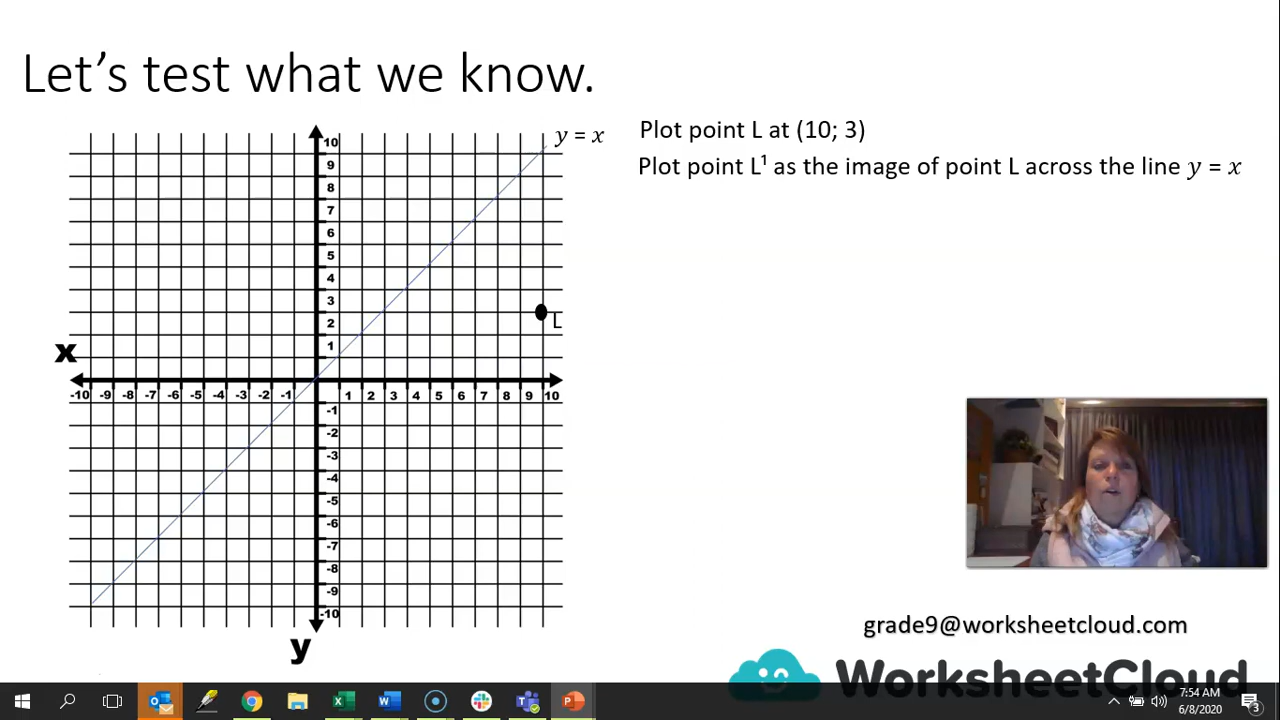 Let's test what we know.
y = x
Plot point L at (10; 3)
Plot point L¹ as the image of point L across the line y = x
10
9
8
7
6
5
4
3
2
1
L
x
-10 -9 -8 -7 -6 -5 -4 -3 -2 -1 1 2 3 4 5 6 7 8 9 10
-1
-2
-3
-4
-5
-6
-7
-8
-9
-10
y
grade9@worksheetcloud.com
WorksheetCloud
7:54 AM
6/8/2020
3